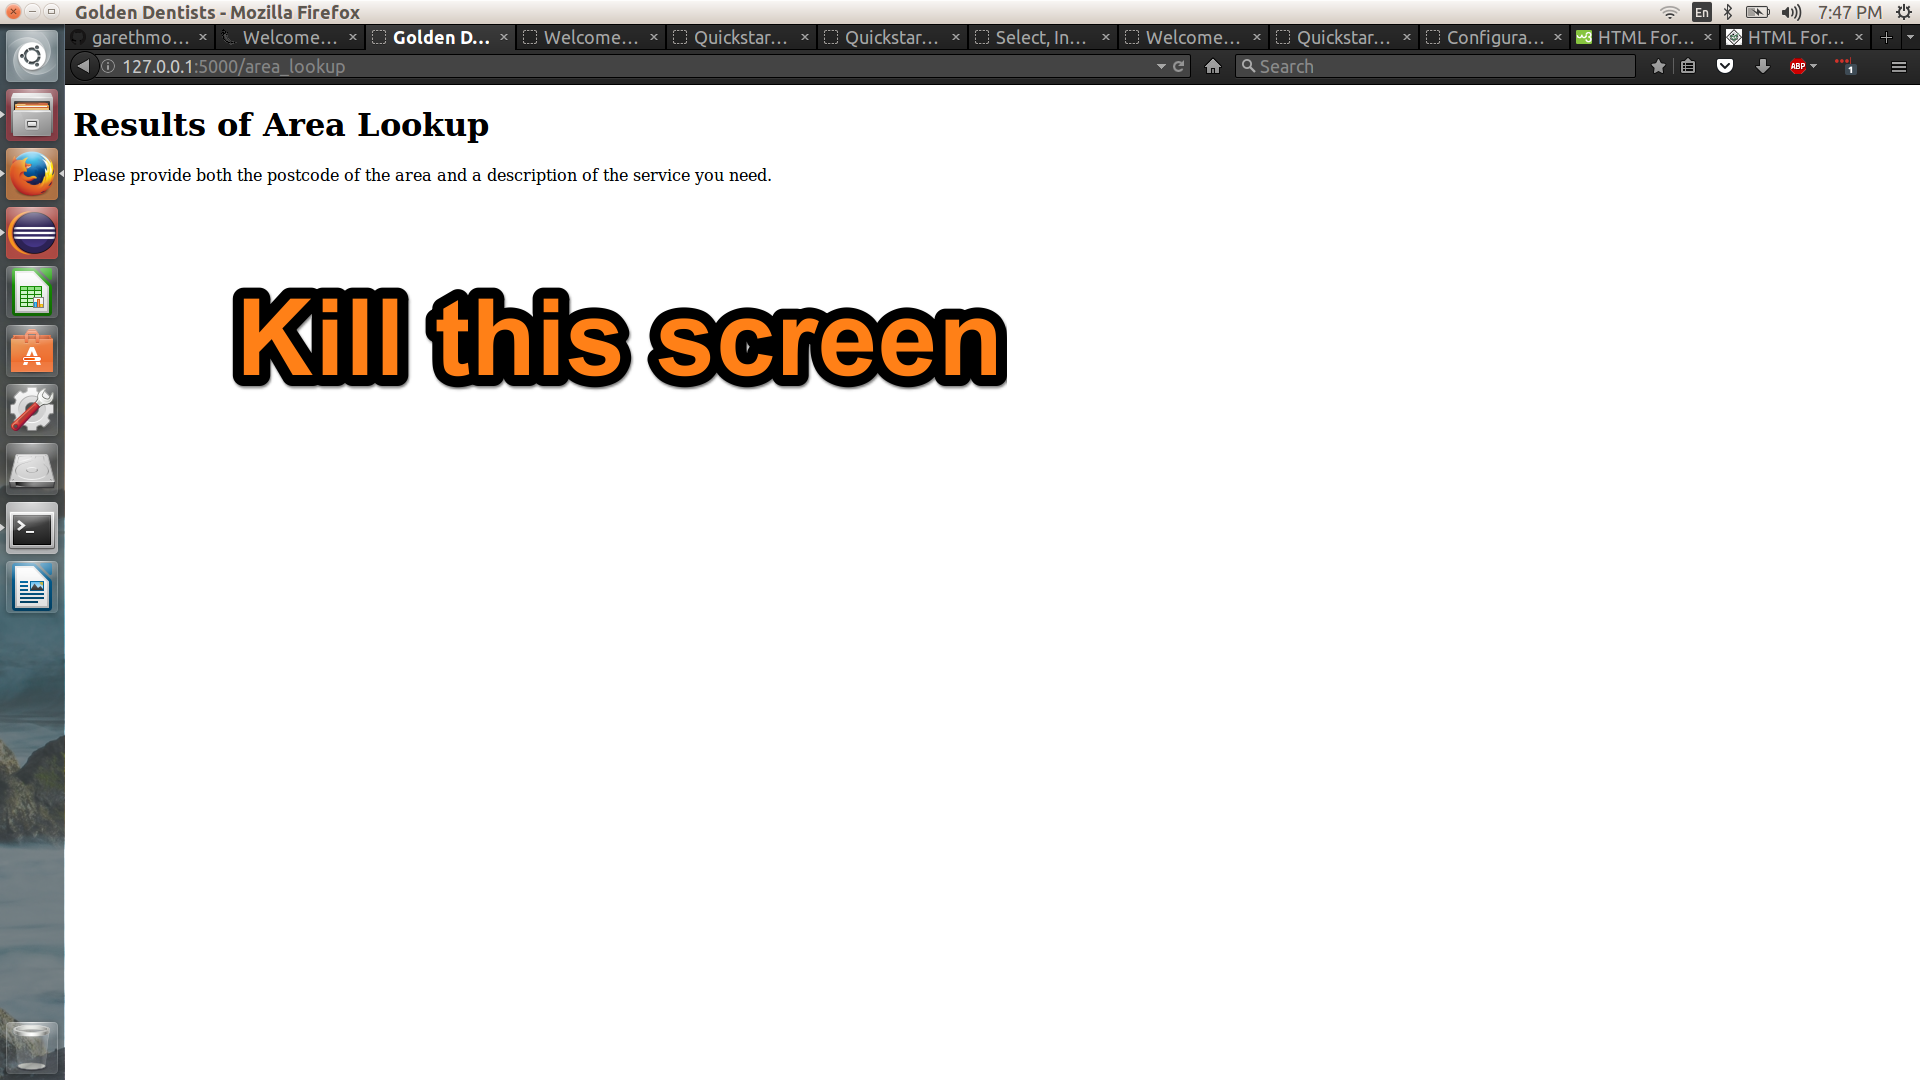 Golden Dentists - Mozilla Firefox
En
7:47 PM
garethmo...
Welcome...
Golden D...
Welcome...
Quickstar...
Quickstar...
Select, In...
Welcome...
Quickstar...
Configura...
HTML For...
HTML For...
127.0.0.1:5000/area_lookup
Search
ABP
1
Results of Area Lookup
Please provide both the postcode of the area and a description of the service you need.
Kill this screen